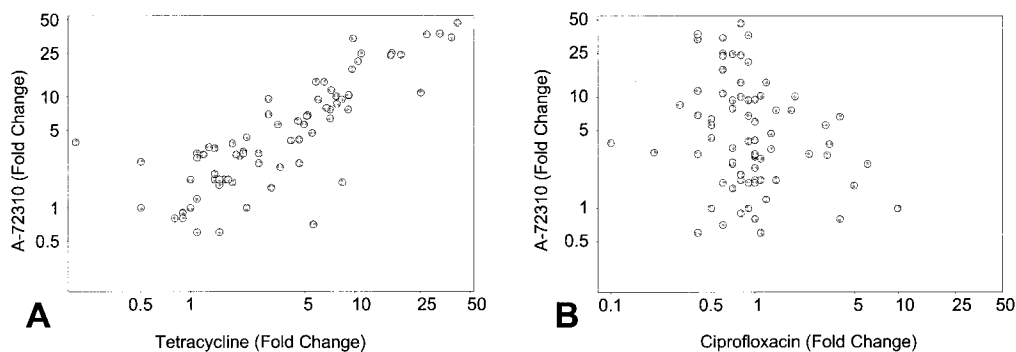 50
25
10
5
1
0.5
A-72310 (Fold Change)
0.5 1 5 10 25 50
A
Tetracycline (Fold Change)
50
25
10
5
1
0.5
A-72310 (Fold Change)
0.1 0.5 1 5 10 25 50
B
Ciprofloxacin (Fold Change)